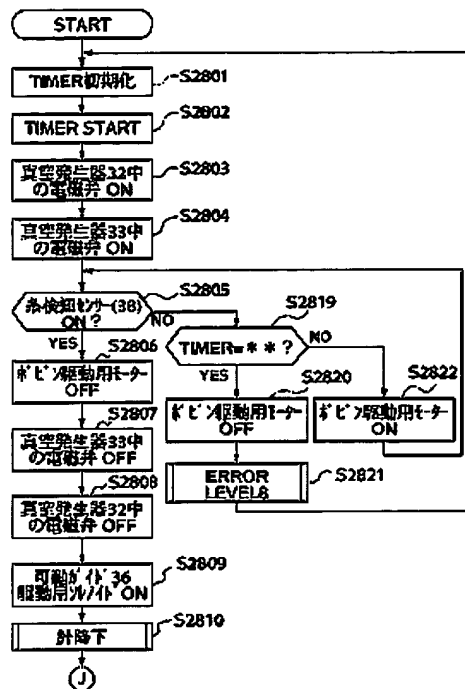 START
TIMER初期化
S2801
TIMER START
S2802
真空発生器32中
の電磁弁 ON
S2803
真空発生器33中
の電磁弁 ON
S2804
糸検知センサー(38)
ON ?
S2805
NO
YES
ボビン駆動用モーター
OFF
S2806
真空発生器33中
の電磁弁 OFF
S2807
真空発生器32中
の電磁弁 OFF
S2808
可動ガイド36
駆動用ソレノイド ON
S2809
針降下
S2810
J
TIMER=**?
S2819
NO
YES
ボビン駆動用モーター
OFF
S2820
ERROR
LEVEL8
S2821
ボビン駆動用モーター
ON
S2822